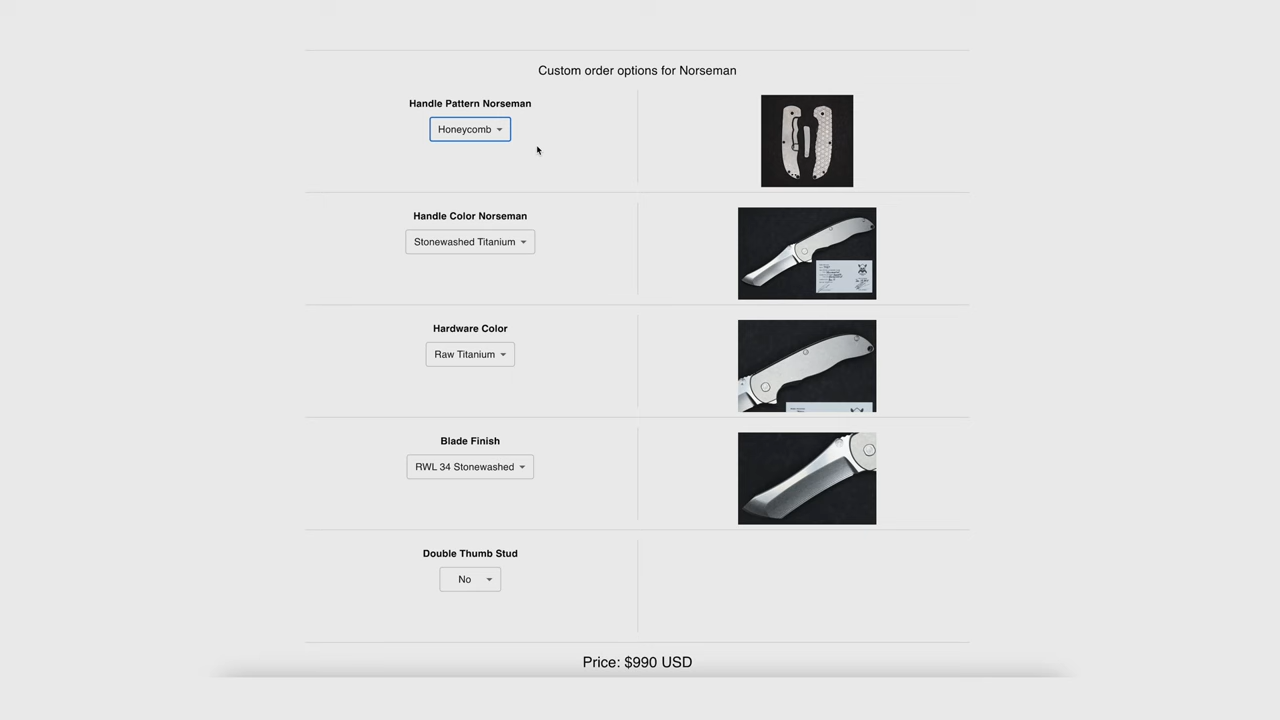 Custom order options for Norseman
Handle Pattern Norseman
Honeycomb
Handle Color Norseman
Stonewashed Titanium
Hardware Color
Raw Titanium
Blade Finish
RWL 34 Stonewashed
Double Thumb Stud
No
Price: $990 USD